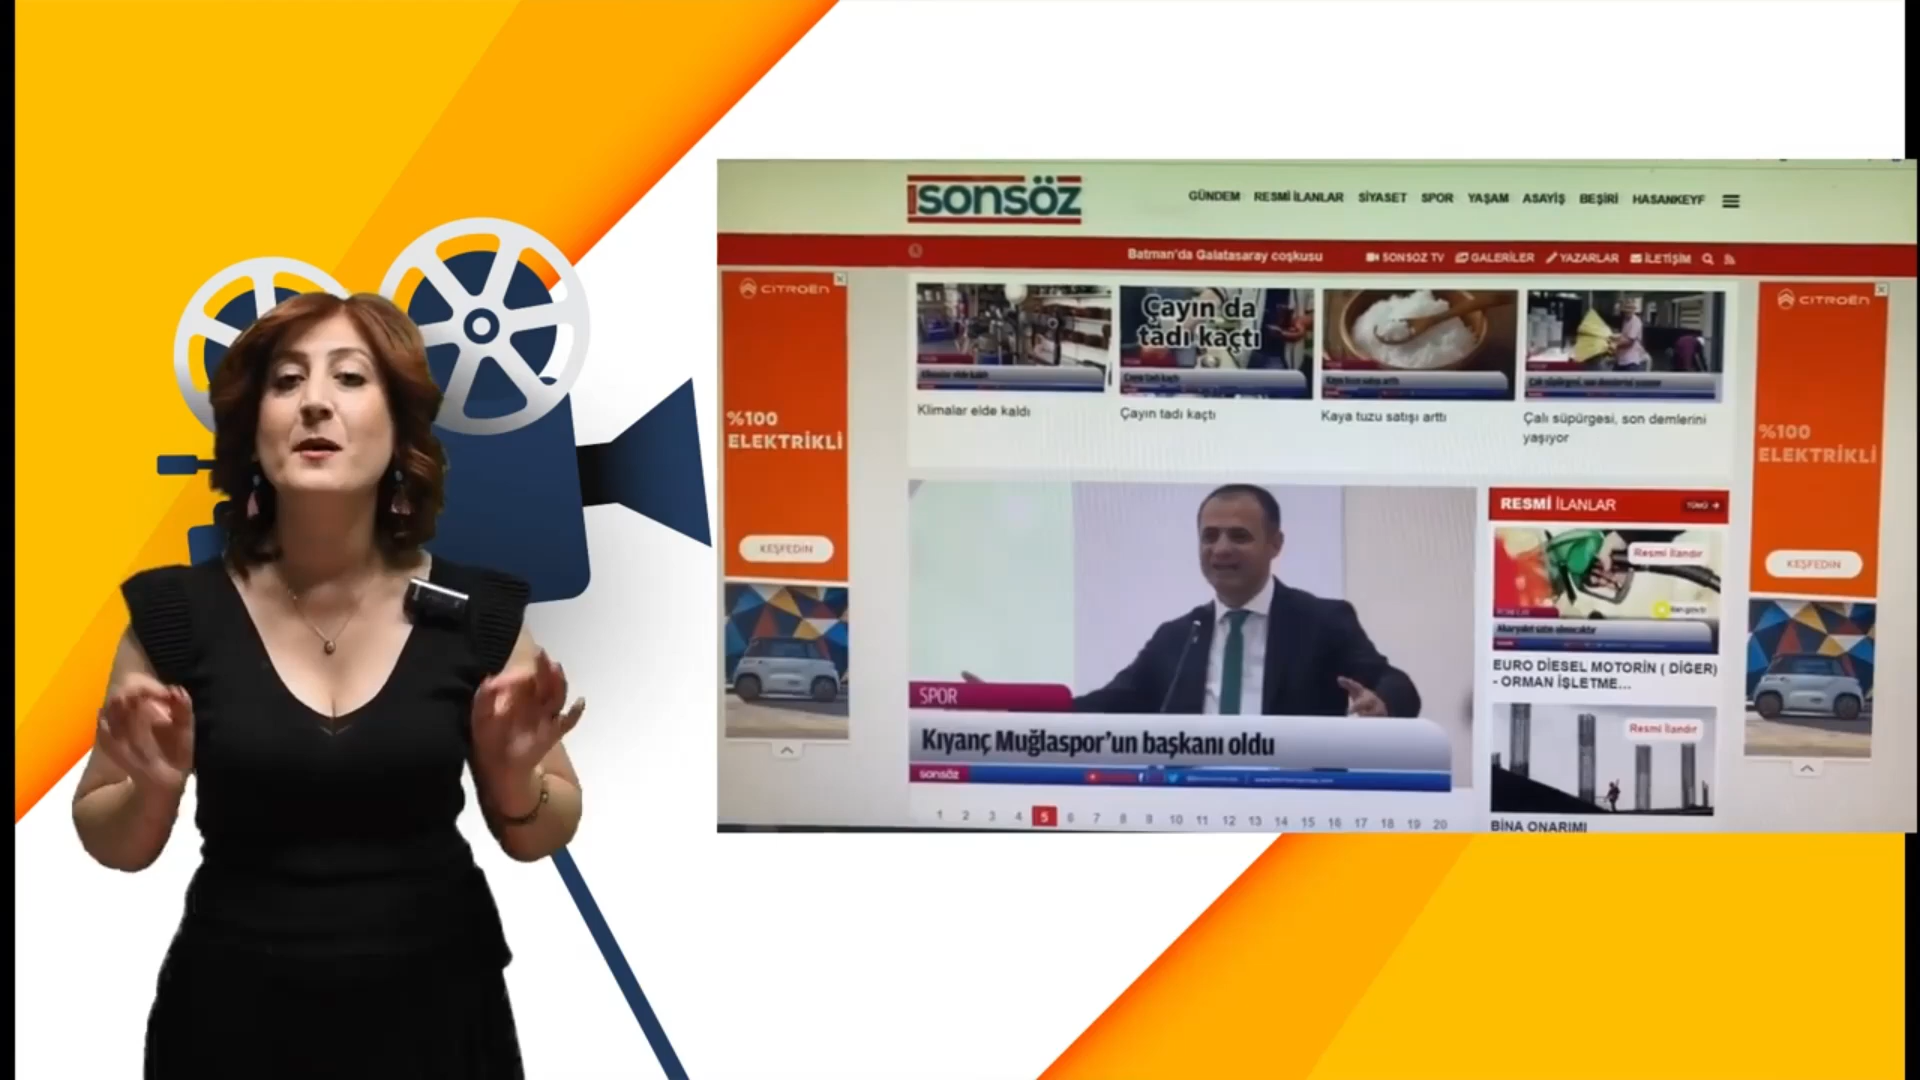 sonsöz
GÜNDEM RESMİ İLANLAR SİYASET SPOR YAŞAM ASAYİŞ BEŞİRİ HASANKEYF
Batman'da Galatasaray coşkusu
SONSÖZ TV GALERİLER YAZARLAR İLETİŞİM
CITROËN
%100
ELEKTRİKLİ
KEŞFEDİN
Çayın da
tadı kaçtı
Klimalar elde kaldı
Çayın tadı kaçtı
Kaya tuzu satışı arttı
Çalı süpürgesi, son demlerini
yaşıyor
SPOR
Kıyanç Muğlaspor'un başkanı oldu
sonsöz
1 2 3 4 5 6 7 8 9 10 11 12 13 14 15 16 17 18 19 20
RESMİ İLANLAR
TÜMÜ
Resmi İlandır
EURO DİESEL MOTORİN ( DİĞER)
- ORMAN İŞLETME...
Resmi İlandır
BİNA ONARIMI
CITROËN
%100
ELEKTRİKLİ
KEŞFEDİN